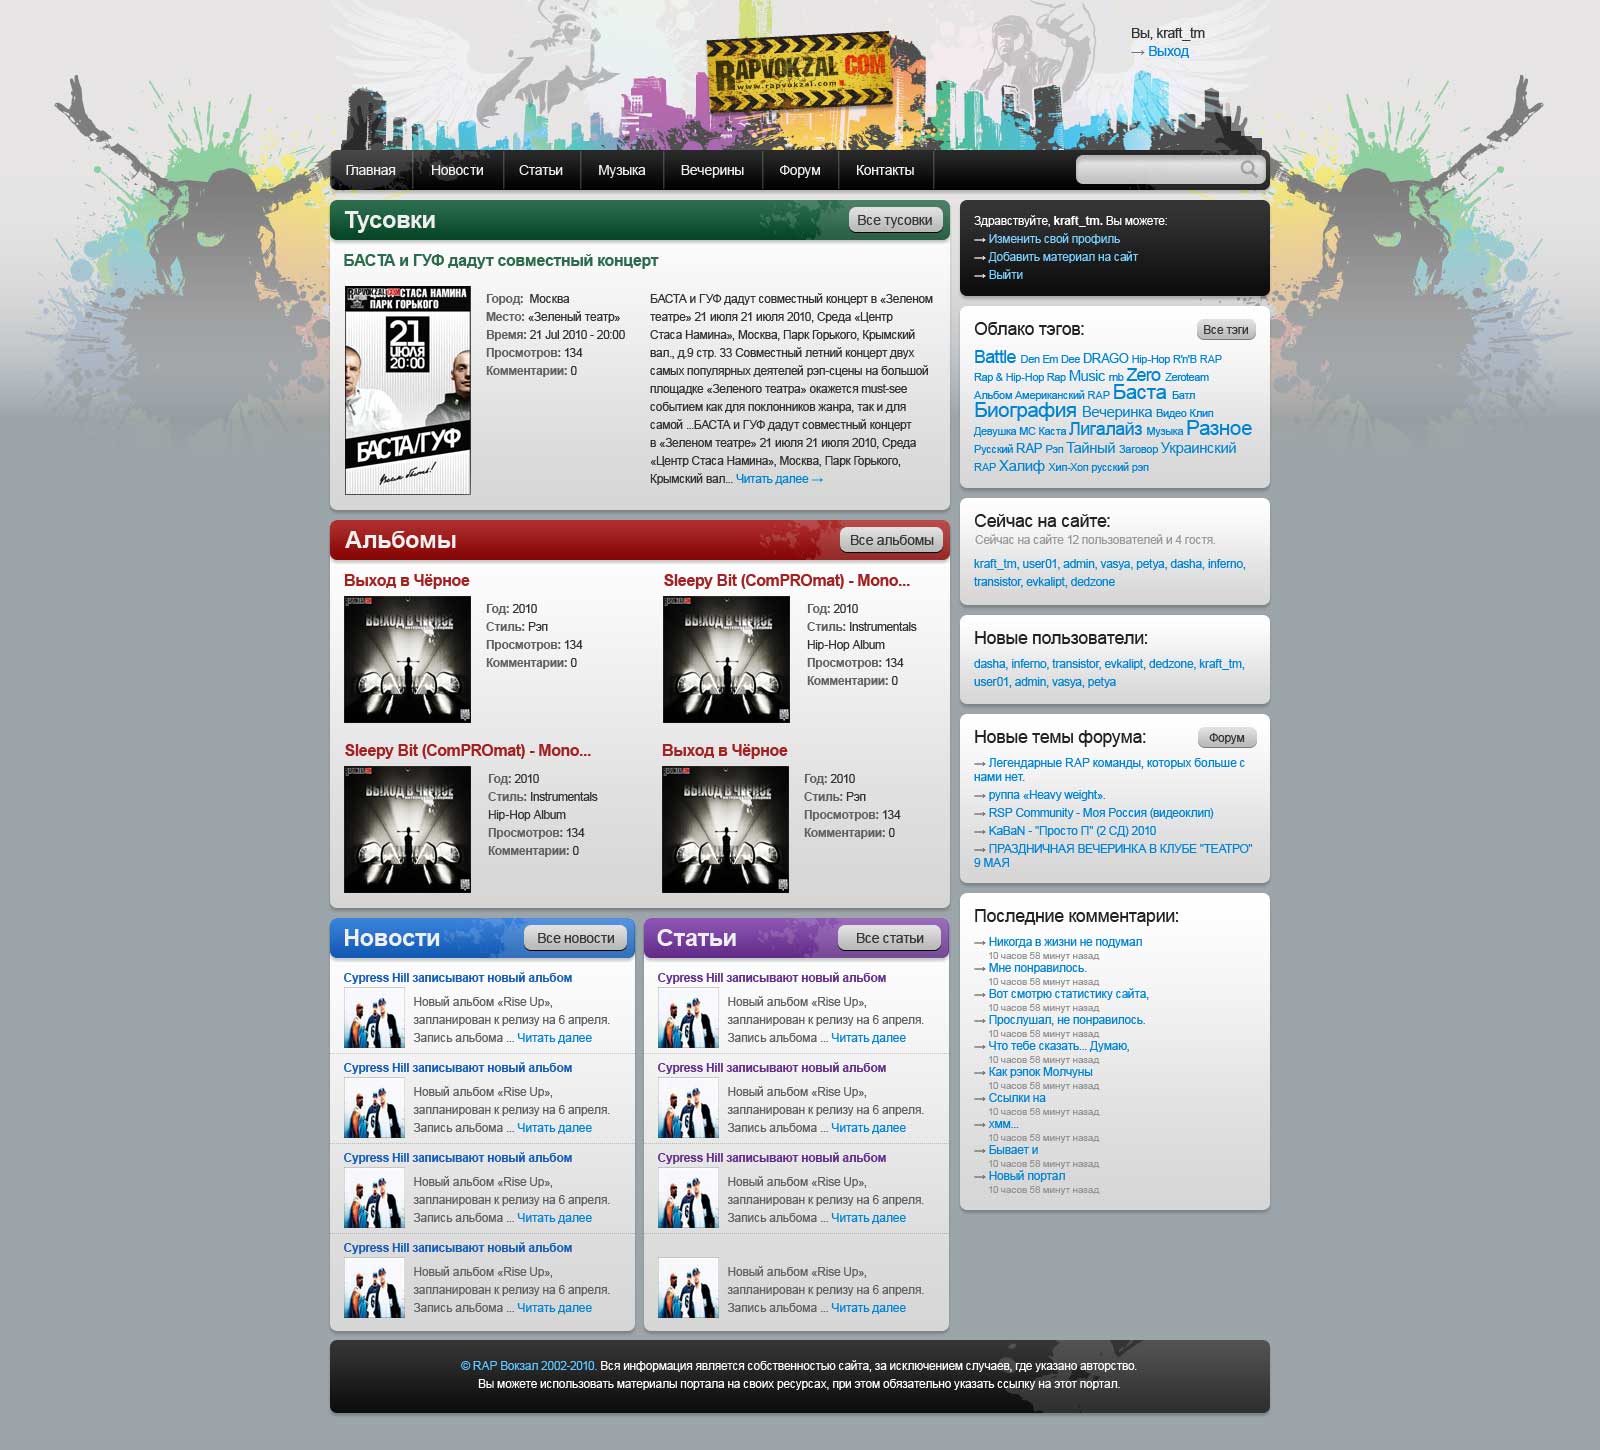 Вы, kraft_tm
→ Выход
RAPVOKZAL COM
www.rapvokzal.com
Главная Новости Статьи Музыка Вечерины Форум Контакты
Тусовки Все тусовки
БАСТА и ГУФ дадут совместный концерт
СТАСА НАМИНА
ПАРК ГОРЬКОГО
21
ИЮЛЯ
20:00
БАСТА/ГУФ
Город: Москва
Место: «Зеленый театр»
Время: 21 Jul 2010 - 20:00
Просмотров: 134
Комментарии: 0
БАСТА и ГУФ дадут совместный концерт в «Зеленом
театре» 21 июля 21 июля 2010, Среда «Центр
Стаса Намина», Москва, Парк Горького, Крымский
вал., д.9 стр. 33 Совместный летний концерт двух
самых популярных деятелей рэп-сцены на большой
площадке «Зеленого театра» окажется must-see
событием как для поклонников жанра, так и для
самой ...БАСТА и ГУФ дадут совместный концерт
в «Зеленом театре» 21 июля 21 июля 2010, Среда
«Центр Стаса Намина», Москва, Парк Горького,
Крымский вал... Читать далее →
Альбомы Все альбомы
Выход в Чёрное
ВЫХОД В ЧЕРНОЕ
Год: 2010
Стиль: Рэп
Просмотров: 134
Комментарии: 0
Sleepy Bit (ComPROmat) - Mono...
ВЫХОД В ЧЕРНОЕ
Год: 2010
Стиль: Instrumentals
Hip-Hop Album
Просмотров: 134
Комментарии: 0
Sleepy Bit (ComPROmat) - Mono...
ВЫХОД В ЧЕРНОЕ
Год: 2010
Стиль: Instrumentals
Hip-Hop Album
Просмотров: 134
Комментарии: 0
Выход в Чёрное
ВЫХОД В ЧЕРНОЕ
Год: 2010
Стиль: Рэп
Просмотров: 134
Комментарии: 0
Новости Все новости
Cypress Hill записывают новый альбом
Новый альбом «Rise Up»,
запланирован к релизу на 6 апреля.
Запись альбома ... Читать далее
Cypress Hill записывают новый альбом
Новый альбом «Rise Up»,
запланирован к релизу на 6 апреля.
Запись альбома ... Читать далее
Cypress Hill записывают новый альбом
Новый альбом «Rise Up»,
запланирован к релизу на 6 апреля.
Запись альбома ... Читать далее
Cypress Hill записывают новый альбом
Новый альбом «Rise Up»,
запланирован к релизу на 6 апреля.
Запись альбома ... Читать далее
Статьи Все статьи
Cypress Hill записывают новый альбом
Новый альбом «Rise Up»,
запланирован к релизу на 6 апреля.
Запись альбома ... Читать далее
Cypress Hill записывают новый альбом
Новый альбом «Rise Up»,
запланирован к релизу на 6 апреля.
Запись альбома ... Читать далее
Cypress Hill записывают новый альбом
Новый альбом «Rise Up»,
запланирован к релизу на 6 апреля.
Запись альбома ... Читать далее
Новый альбом «Rise Up»,
запланирован к релизу на 6 апреля.
Запись альбома ... Читать далее
Здравствуйте, kraft_tm. Вы можете:
→ Изменить свой профиль
→ Добавить материал на сайт
→ Выйти
Облако тэгов: Все тэги
Battle Den Em Dee DRAGO Hip-Hop R'n'B RAP
Rap & Hip-Hop Rap Music rnb Zero Zeroteam
Альбом Американский RAP Баста Батл
Биография Вечеринка Видео Клип
Девушка МС Каста Лигалайз Музыка Разное
Русский RAP Рэп Тайный Заговор Украинский
RAP Халиф Хип-Хоп русский рэп
Сейчас на сайте:
Сейчас на сайте 12 пользователей и 4 гостя.
kraft_tm, user01, admin, vasya, petya, dasha, inferno,
transistor, evkalipt, dedzone
Новые пользователи:
dasha, inferno, transistor, evkalipt, dedzone, kraft_tm,
user01, admin, vasya, petya
Новые темы форума: Форум
→ Легендарные RAP команды, которых больше с
нами нет.
→ руппа «Heavy weight».
→ RSP Community - Моя Россия (видеоклип)
→ KaBaN - "Просто П" (2 СД) 2010
→ ПРАЗДНИЧНАЯ ВЕЧЕРИНКА В КЛУБЕ "ТЕАТРО"
9 МАЯ
Последние комментарии:
→ Никогда в жизни не подумал
10 часов 58 минут назад
→ Мне понравилось.
10 часов 58 минут назад
→ Вот смотрю статистику сайта,
10 часов 58 минут назад
→ Прослушал, не понравилось.
10 часов 58 минут назад
→ Что тебе сказать... Думаю,
10 часов 58 минут назад
→ Как рэпок Молчуны
10 часов 58 минут назад
→ Ссылки на
10 часов 58 минут назад
→ хмм...
10 часов 58 минут назад
→ Бывает и
10 часов 58 минут назад
→ Новый портал
10 часов 58 минут назад
© RAP Вокзал 2002-2010. Вся информация является собственностью сайта, за исключением случаев, где указано авторство.
Вы можете использовать материалы портала на своих ресурсах, при этом обязательно указать ссылку на этот портал.